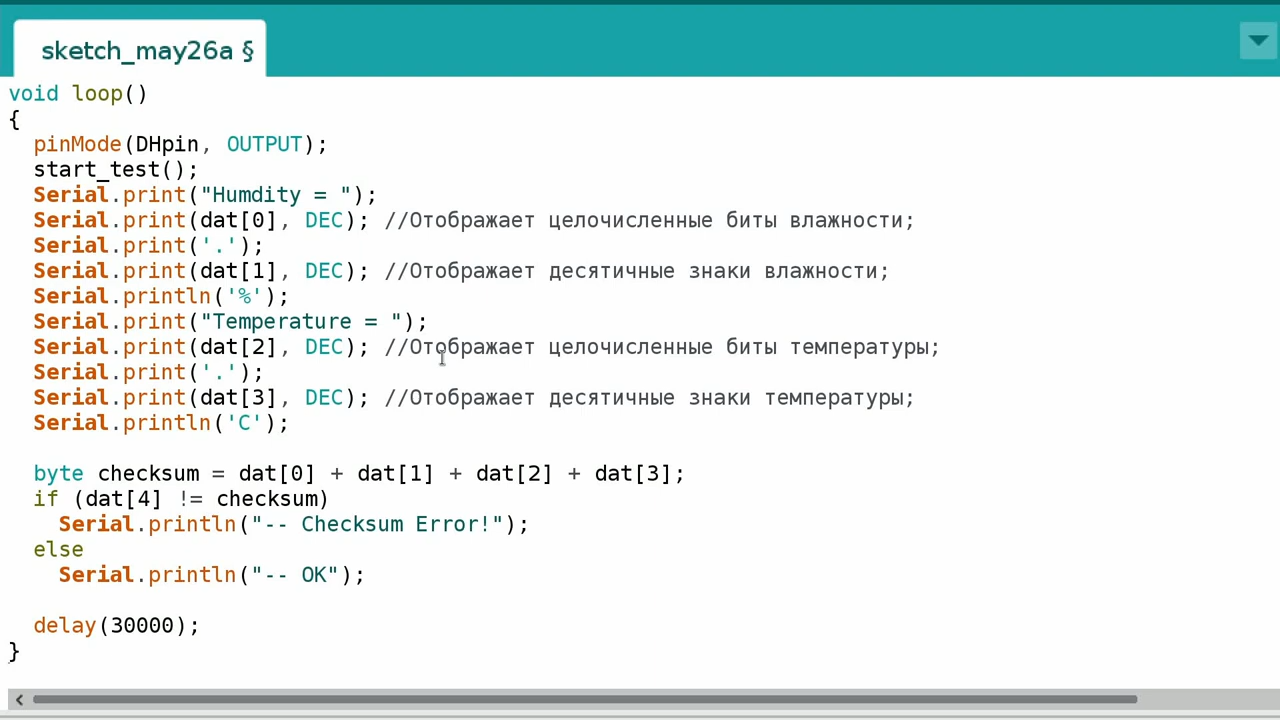 sketch_may26a §
void loop()
{
  pinMode(DHpin, OUTPUT);
  start_test();
  Serial.print("Humdity = ");
  Serial.print(dat[0], DEC); //Отображает целочисленные биты влажности;
  Serial.print('.');
  Serial.print(dat[1], DEC); //Отображает десятичные знаки влажности;
  Serial.println('%');
  Serial.print("Temperature = ");
  Serial.print(dat[2], DEC); //Отображает целочисленные биты температуры;
  Serial.print('.');
  Serial.print(dat[3], DEC); //Отображает десятичные знаки температуры;
  Serial.println('C');
  byte checksum = dat[0] + dat[1] + dat[2] + dat[3];
  if (dat[4] != checksum)
    Serial.println("-- Checksum Error!");
  else
    Serial.println("-- OK");
  delay(30000);
}